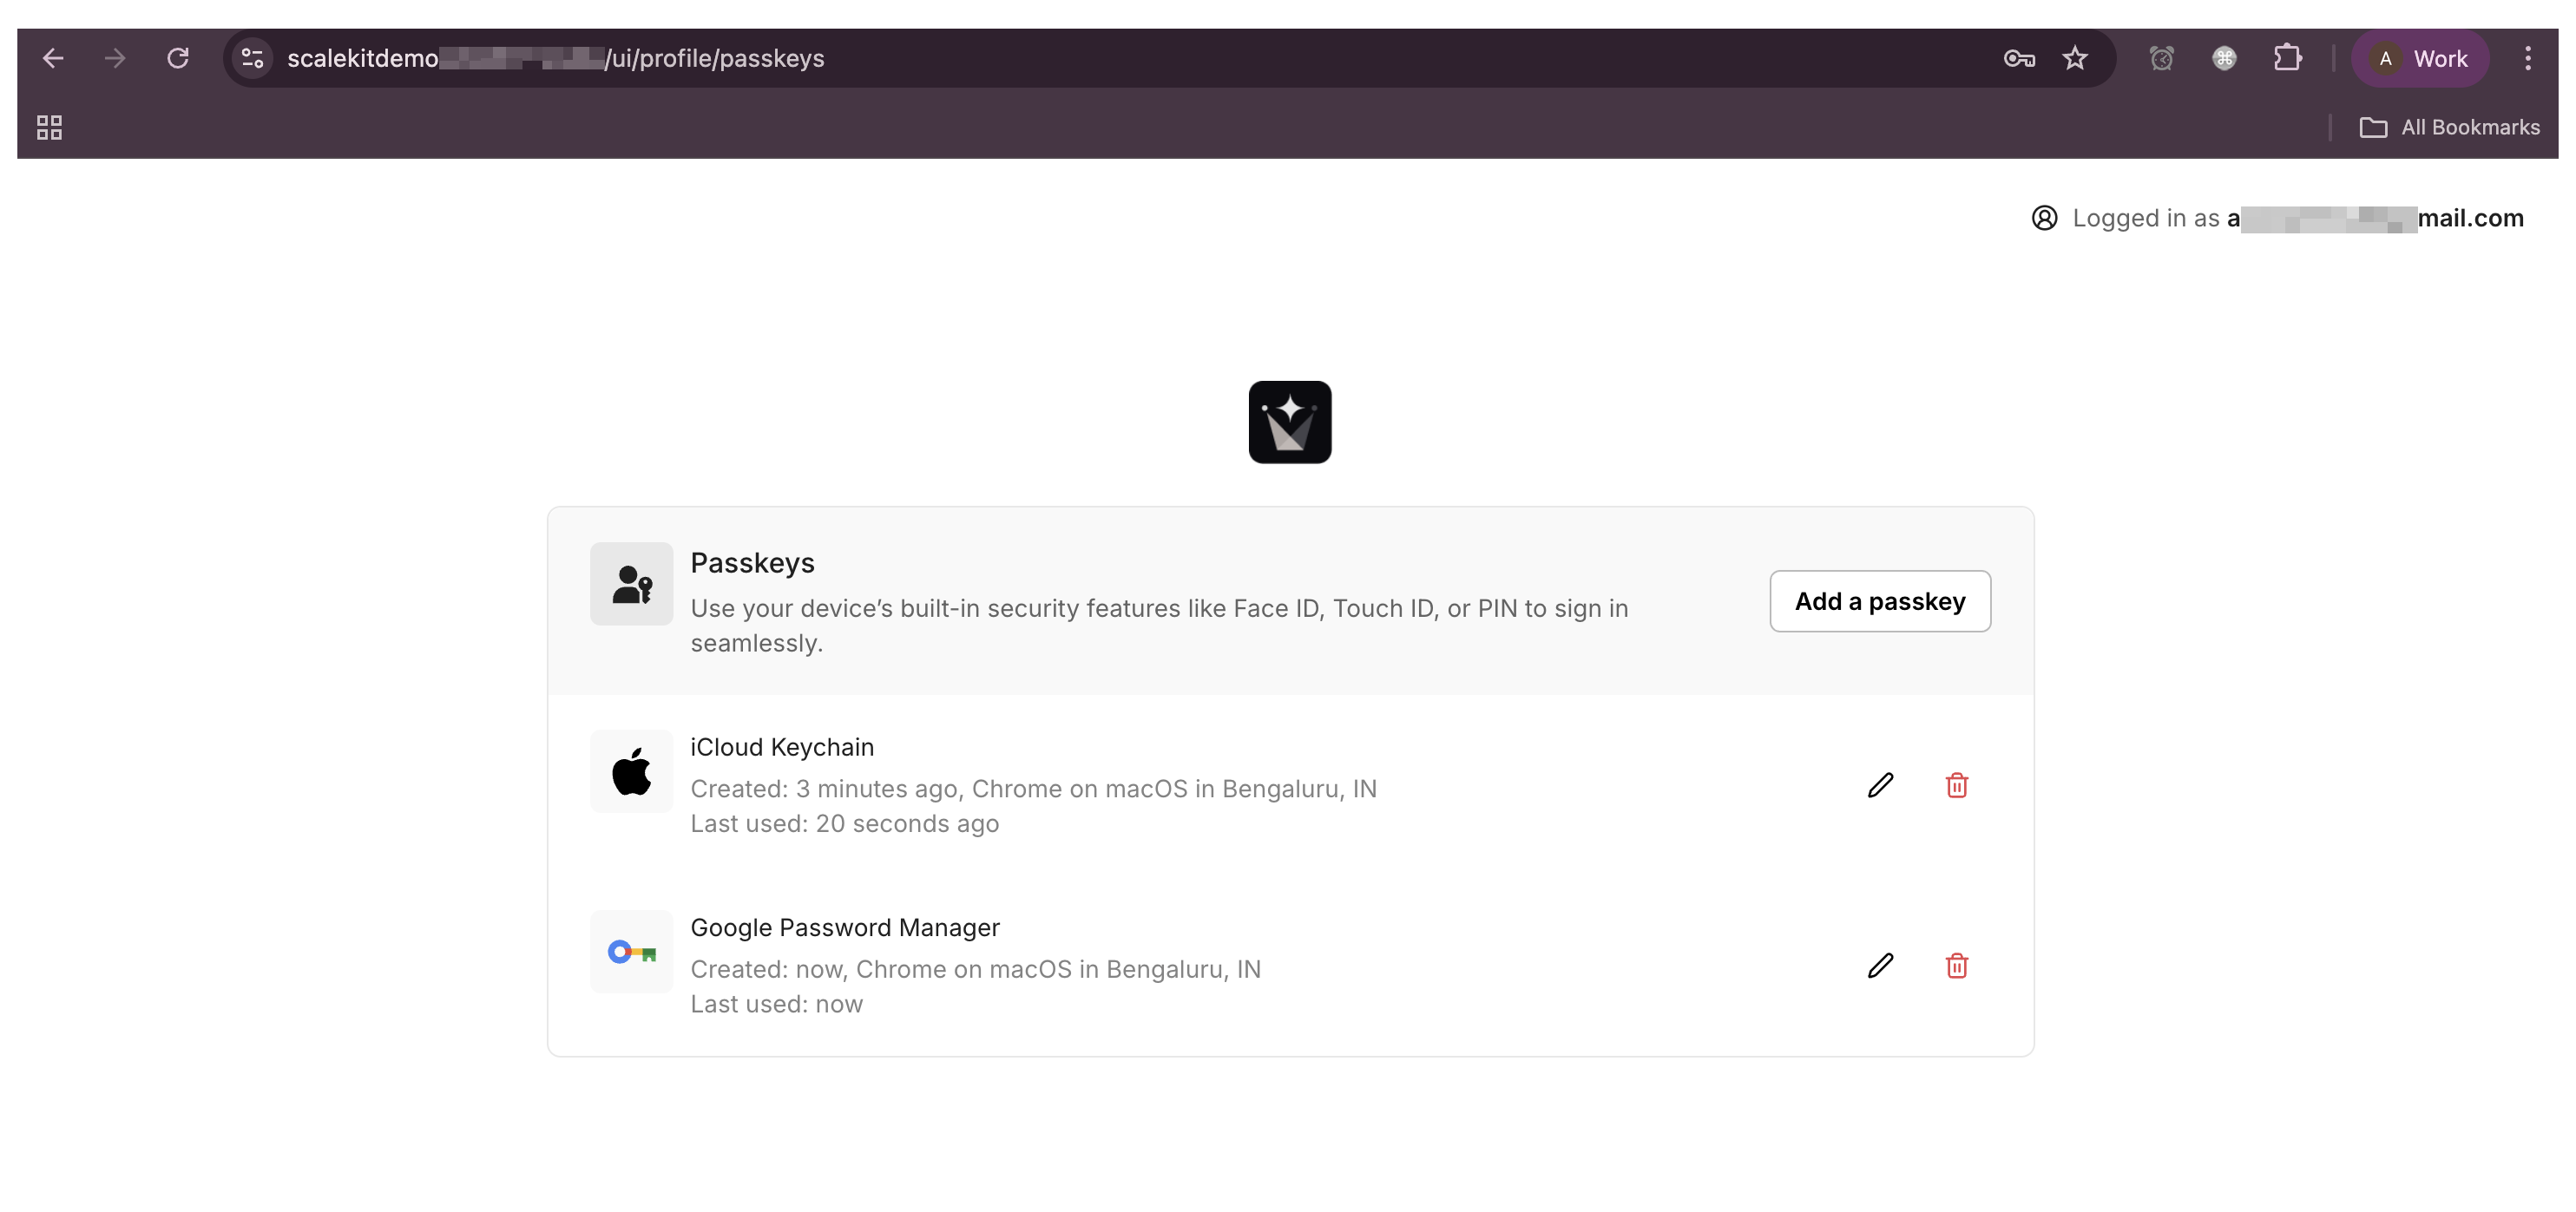 scalekitdemo/ui/profile/passkeys
A Work
All Bookmarks
Logged in as a mail.com
Passkeys
Use your device’s built-in security features like Face ID, Touch ID, or PIN to sign in
seamlessly.
Add a passkey
iCloud Keychain
Created: 3 minutes ago, Chrome on macOS in Bengaluru, IN
Last used: 20 seconds ago
Google Password Manager
Created: now, Chrome on macOS in Bengaluru, IN
Last used: now